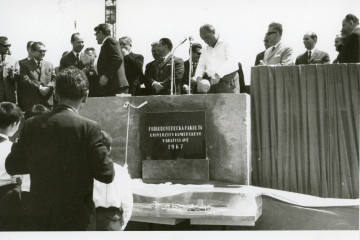 PRÍRODOVEDECKÁ FAKULTA
UNIVERZITY KOMENSKÉHO
V BRATISLAVE
1967